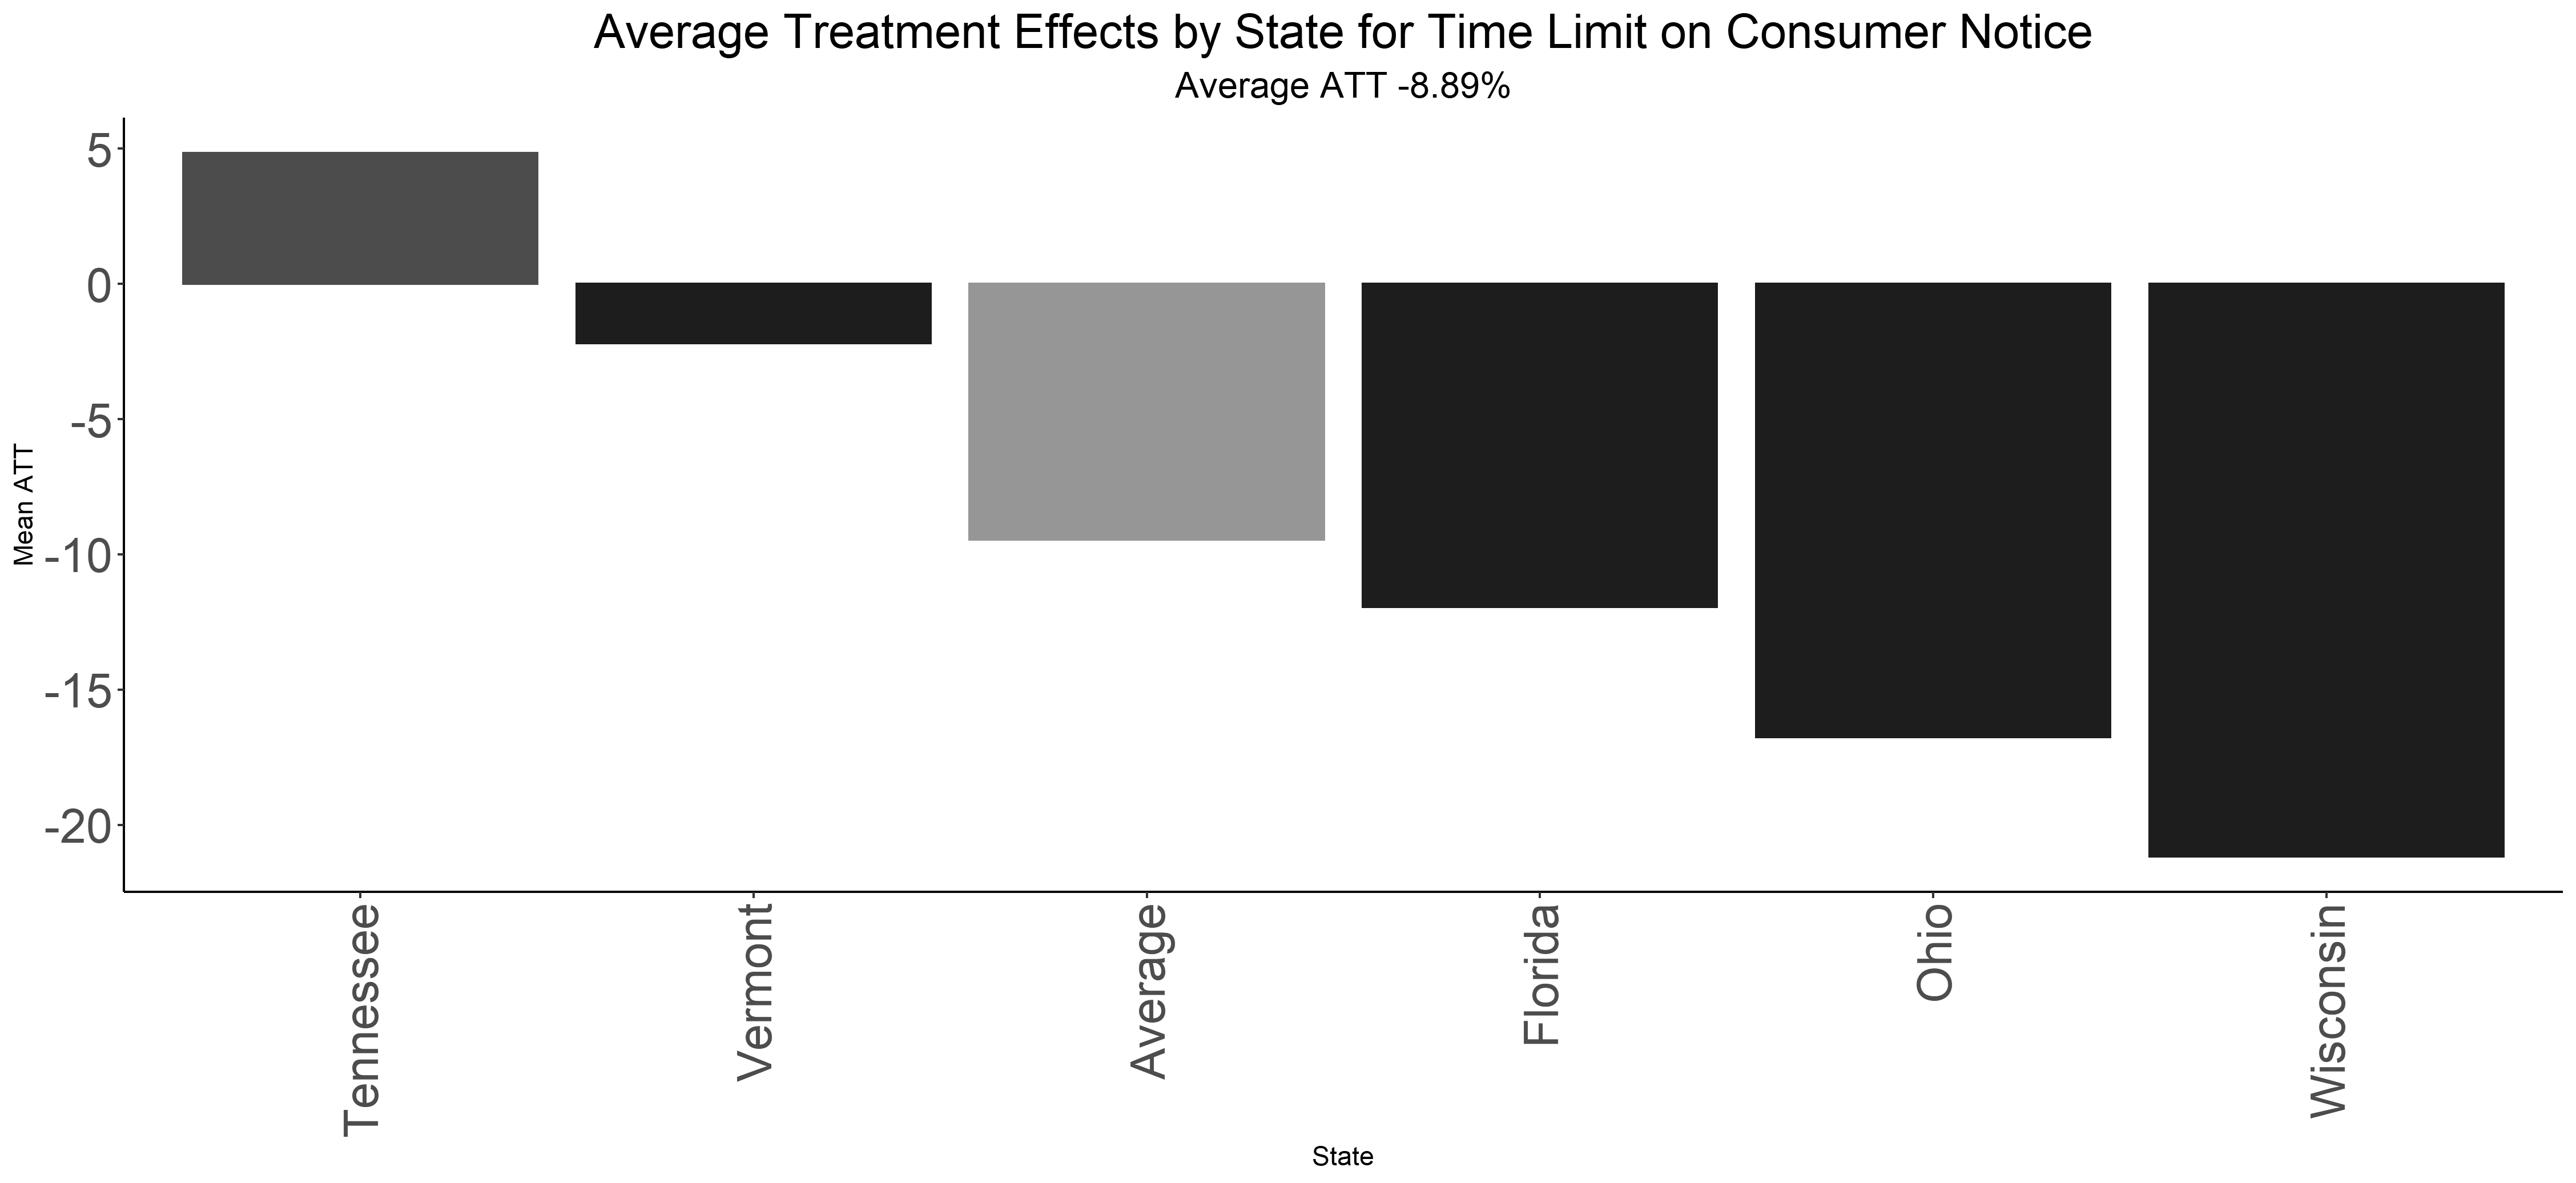 Average Treatment Effects by State for Time Limit on Consumer Notice
Average ATT -8.89%
Mean ATT
5
0
-5
-10
-15
-20
Tennessee
Vermont
Average
Florida
Ohio
Wisconsin
State